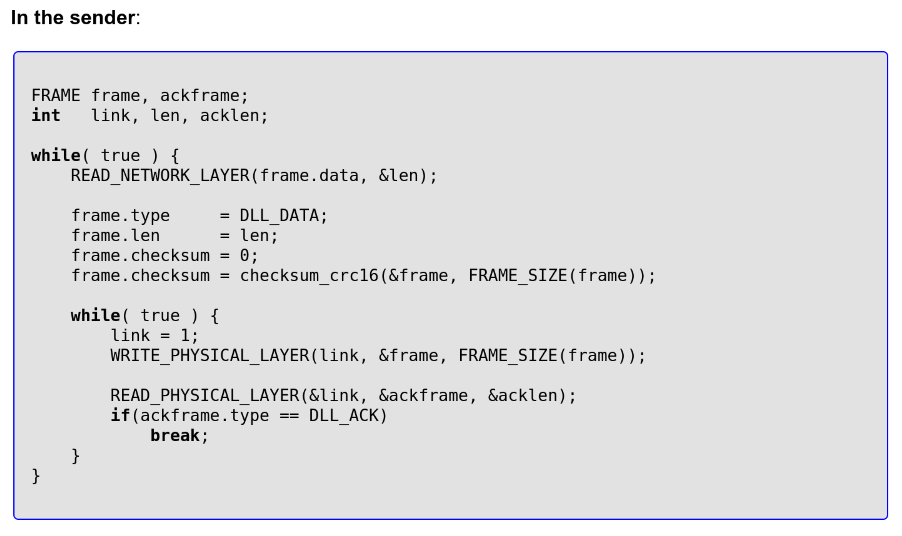 In the sender:
FRAME frame, ackframe;
int   link, len, acklen;
while( true ) {
    READ_NETWORK_LAYER(frame.data, &len);
    frame.type     = DLL_DATA;
    frame.len      = len;
    frame.checksum = 0;
    frame.checksum = checksum_crc16(&frame, FRAME_SIZE(frame));
    while( true ) {
        link = 1;
        WRITE_PHYSICAL_LAYER(link, &frame, FRAME_SIZE(frame));
        READ_PHYSICAL_LAYER(&link, &ackframe, &acklen);
        if(ackframe.type == DLL_ACK)
            break;
    }
}